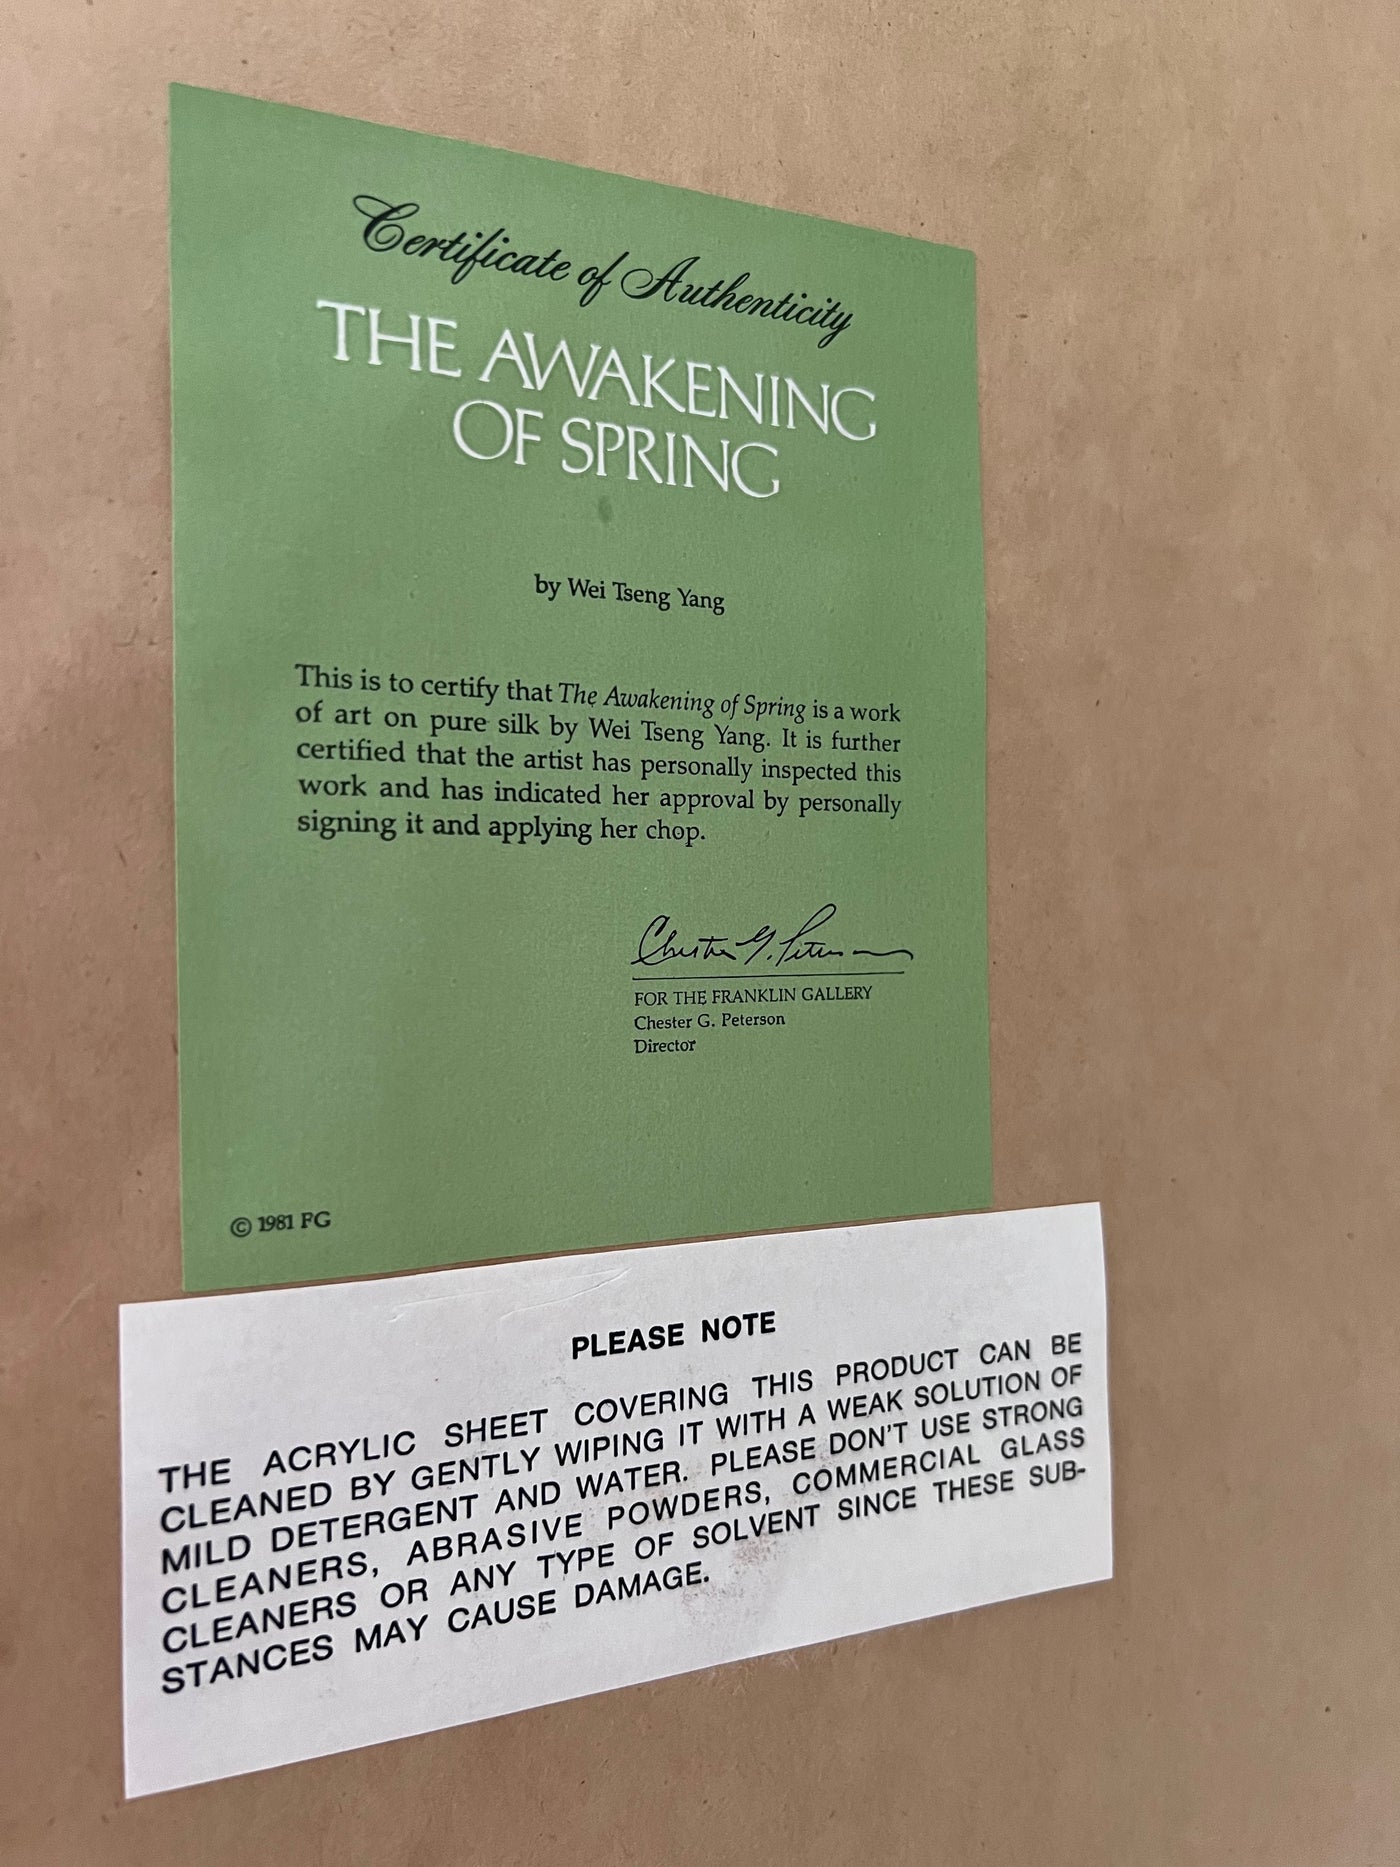 Certificate of Authenticity
THE AWAKENING
OF SPRING
by Wei Tseng Yang
This is to certify that The Awakening of Spring is a work
of art on pure silk by Wei Tseng Yang. It is further
certified that the artist has personally inspected this
work and has indicated her approval by personally
signing it and applying her chop.
Chester G. Peterson
FOR THE FRANKLIN GALLERY
Chester G. Peterson
Director
© 1981 FG
PLEASE NOTE
THE ACRYLIC SHEET COVERING THIS PRODUCT CAN BE
CLEANED BY GENTLY WIPING IT WITH A WEAK SOLUTION OF
MILD DETERGENT AND WATER. PLEASE DON'T USE STRONG
CLEANERS, ABRASIVE POWDERS, COMMERCIAL GLASS
CLEANERS OR ANY TYPE OF SOLVENT SINCE THESE SUB-
STANCES MAY CAUSE DAMAGE.